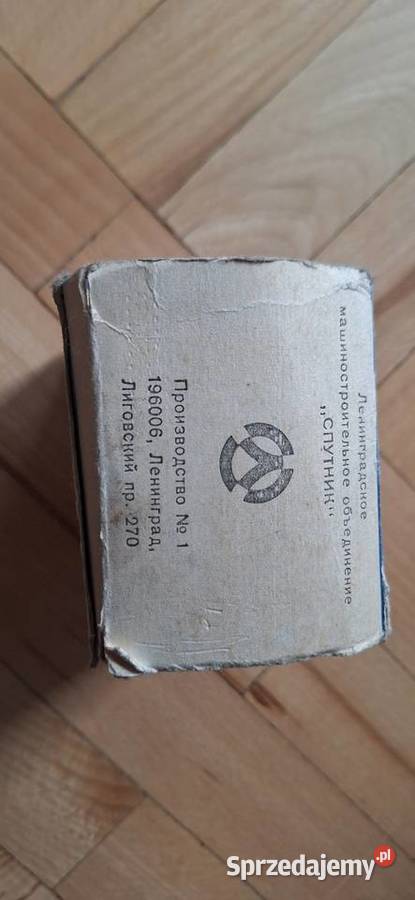 Ленинградское
машиностроительное объединение
„СПУТНИК“
Производство № 1
196006, Ленинград,
Лиговский пр. 270
Sprzedajemy.pl